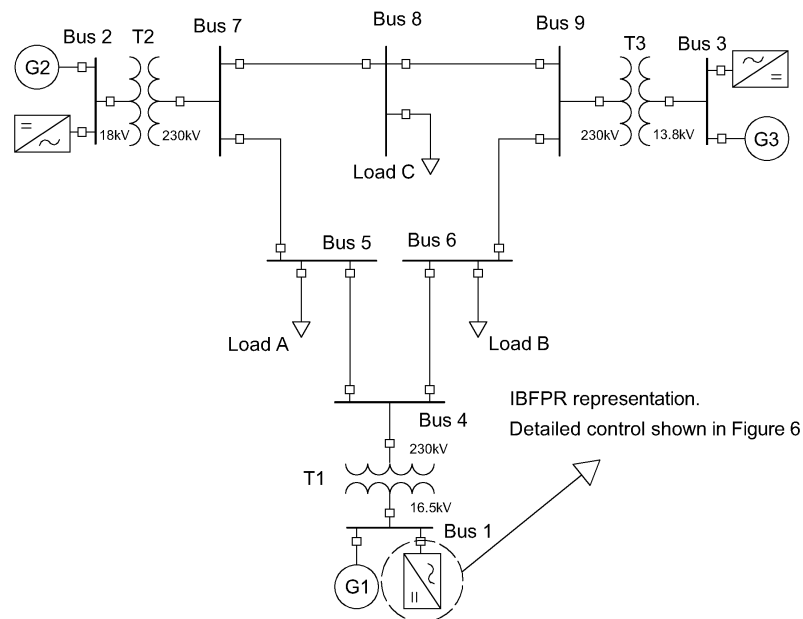 Bus 8
Bus 7
Bus 9
Bus 2
T2
T3
Bus 3
G2
18kV
230kV
230kV
13.8kV
G3
Load C
Bus 5
Bus 6
Load A
Load B
IBFPR representation.
Detailed control shown in Figure 6
Bus 4
230kV
T1
16.5kV
Bus 1
G1